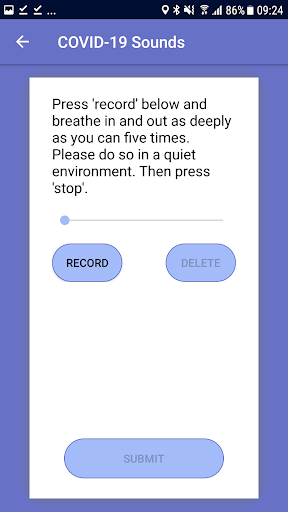 86% 09:24
COVID-19 Sounds
Press 'record' below and
breathe in and out as deeply
as you can five times.
Please do so in a quiet
environment. Then press
'stop'.
RECORD
DELETE
SUBMIT